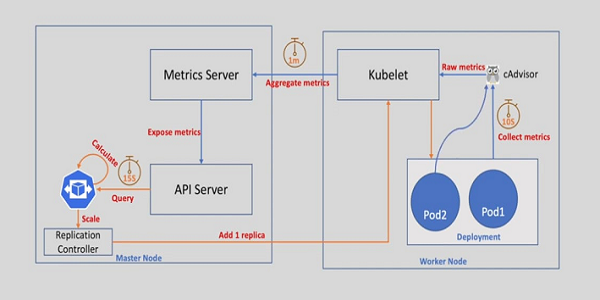 1m
Metrics Server
Aggregate metrics
Kubelet
Raw metrics
cAdvisor
10S
Collect metrics
Expose metrics
Calculate
15S
Query
API Server
Scale
Replication
Controller
Add 1 replica
Master Node
Pod2
Pod1
Deployment
Worker Node